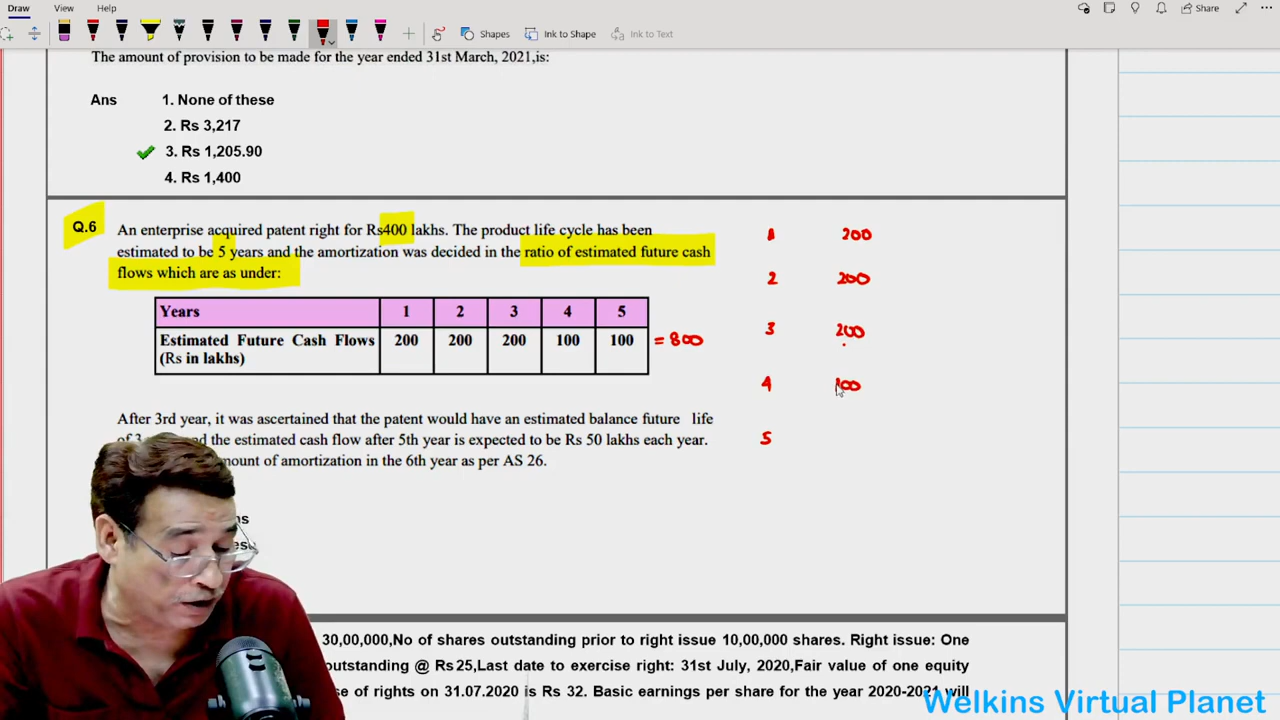 Draw View Help Share
Shapes Ink to Shape Ink to Text
The amount of provision to be made for the year ended 31st March, 2021,is:
Ans 1. None of these
2. Rs 3,217
3. Rs 1,205.90
4. Rs 1,400
Q.6 An enterprise acquired patent right for Rs400 lakhs. The product life cycle has been
estimated to be 5 years and the amortization was decided in the ratio of estimated future cash
flows which are as under:
Years 1 2 3 4 5
Estimated Future Cash Flows 200 200 200 100 100 = 800
(Rs in lakhs)
1 200
2 200
3 200
4 100
5
After 3rd year, it was ascertained that the patent would have an estimated balance future life
of 3 and the estimated cash flow after 5th year is expected to be Rs 50 lakhs each year.
amount of amortization in the 6th year as per AS 26.
30,00,000,No of shares outstanding prior to right issue 10,00,000 shares. Right issue: One
outstanding @ Rs 25,Last date to exercise right: 31st July, 2020,Fair value of one equity
of rights on 31.07.2020 is Rs 32. Basic earnings per share for the year 2020-2021 will
Welkins Virtual Planet